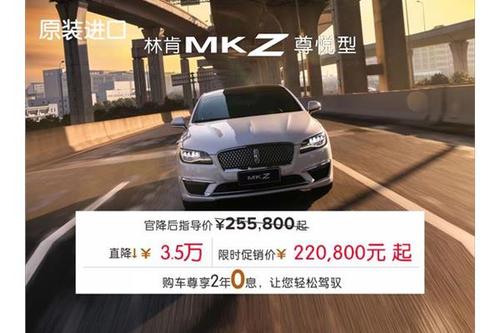 原装进口
林肯MKZ尊悦型
MKZ
官降后指导价¥255,800起
直降↓¥ 3.5万 限时促销价¥ 220,800元 起
购车尊享2年0息，让您轻松驾驭